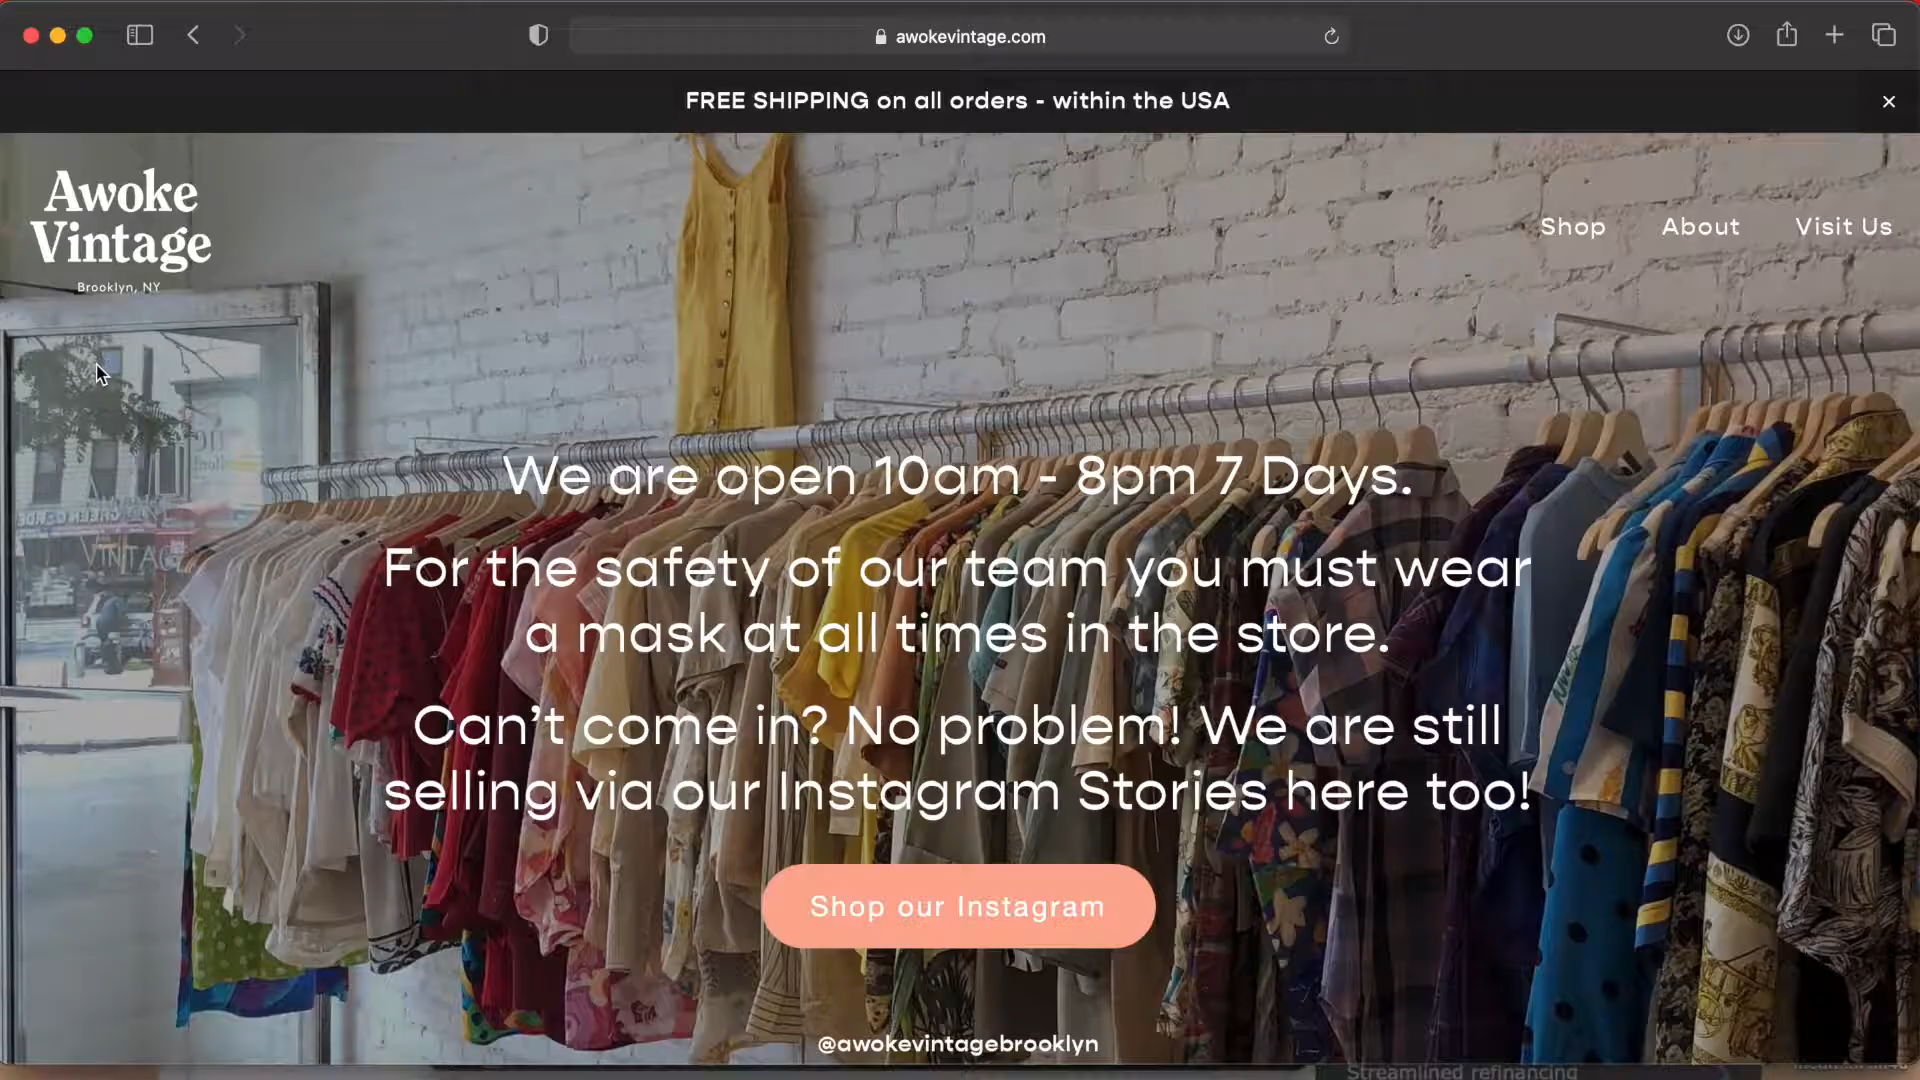 awokevintage.com
FREE SHIPPING on all orders - within the USA
Awoke
Vintage
Brooklyn, NY
Shop
About
Visit Us
We are open 10am - 8pm 7 Days.
For the safety of our team you must wear
a mask at all times in the store.
Can't come in? No problem! We are still
selling via our Instagram Stories here too!
Shop our Instagram
@awokevintagebrooklyn
Streamlined refinancing